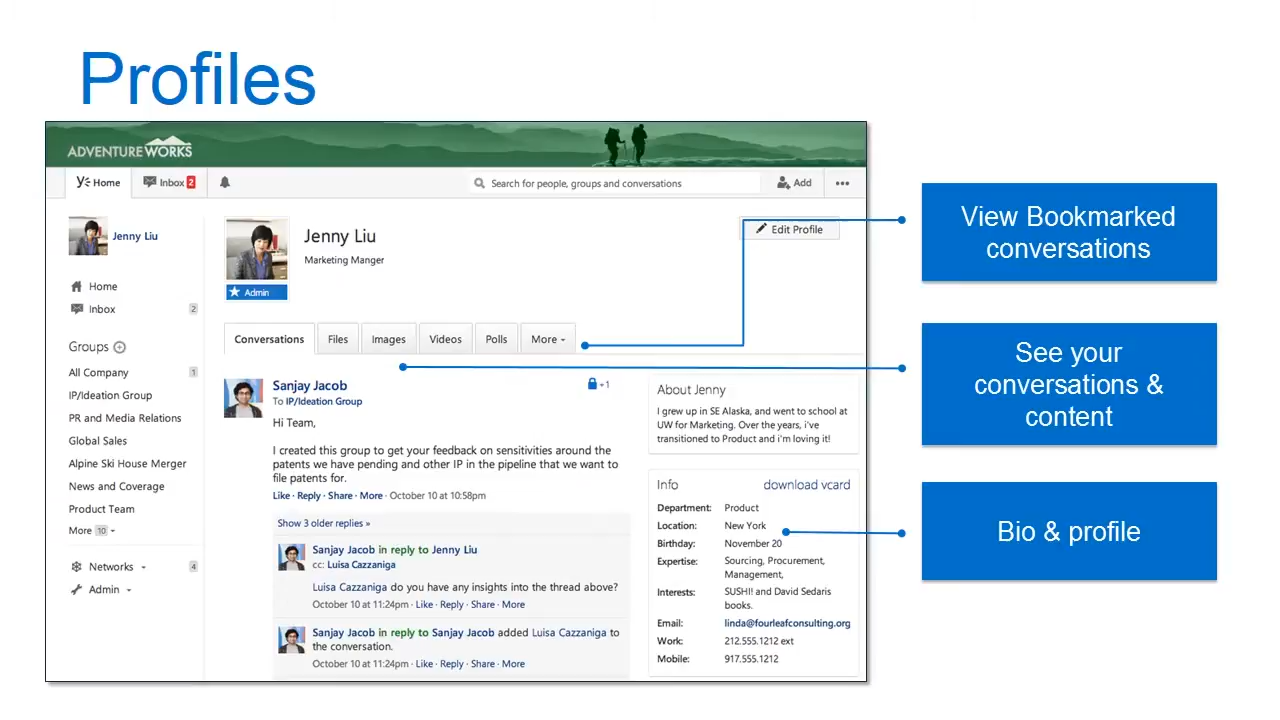 Profiles
ADVENTUREWORKS
Home
Inbox 2
Search for people, groups and conversations
Add
Jenny Liu
Home
Inbox 2
Groups
All Company 1
IP/Ideation Group
PR and Media Relations
Global Sales
Alpine Ski House Merger
News and Coverage
Product Team
More 10
Networks 4
Admin
Jenny Liu
Marketing Manger
Admin
Edit Profile
Conversations
Files
Images
Videos
Polls
More
Sanjay Jacob
+1
To IP/Ideation Group
Hi Team,
I created this group to get your feedback on sensitivities around the
patents we have pending and other IP in the pipeline that we want to
file patents for.
Like · Reply · Share · More · October 10 at 10:58pm
Show 3 older replies »
Sanjay Jacob in reply to Jenny Liu
cc: Luisa Cazzaniga
Luisa Cazzaniga do you have any insights into the thread above?
October 10 at 11:24pm · Like · Reply · Share · More
Sanjay Jacob in reply to Sanjay Jacob added Luisa Cazzaniga to
the conversation.
October 10 at 11:24pm · Like · Reply · Share · More
About Jenny
I grew up in SE Alaska, and went to school at
UW for Marketing. Over the years, i've
transitioned to Product and i'm loving it!
Info
download vcard
Department: Product
Location: New York
Birthday: November 20
Expertise: Sourcing, Procurement,
Management,
Interests: SUSHI! and David Sedaris
books.
Email: linda@fourleafconsulting.org
Work: 212.555.1212 ext
Mobile: 917.555.1212
View Bookmarked
conversations
See your
conversations &
content
Bio & profile